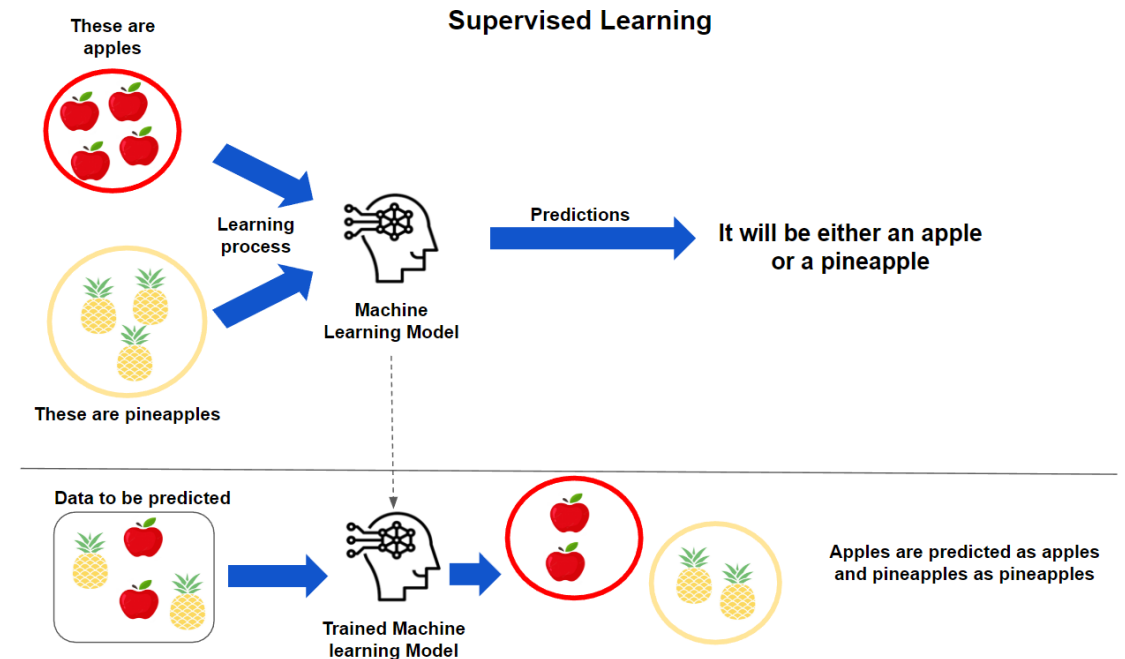 Supervised Learning
These are
apples
Learning
process
Predictions
It will be either an apple
or a pineapple
Machine
Learning Model
These are pineapples
Data to be predicted
Apples are predicted as apples
and pineapples as pineapples
Trained Machine
learning Model